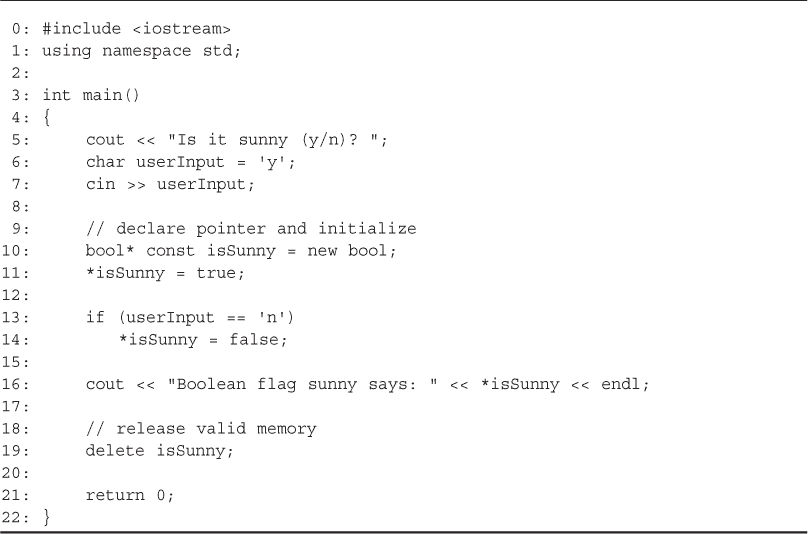 0: #include <iostream>
1: using namespace std;
2:
3: int main()
4: {
5:     cout << "Is it sunny (y/n)? ";
6:     char userInput = 'y';
7:     cin >> userInput;
8:
9:     // declare pointer and initialize
10:     bool* const isSunny = new bool;
11:     *isSunny = true;
12:
13:     if (userInput == 'n')
14:        *isSunny = false;
15:
16:     cout << "Boolean flag sunny says: " << *isSunny << endl;
17:
18:     // release valid memory
19:     delete isSunny;
20:
21:     return 0;
22: }